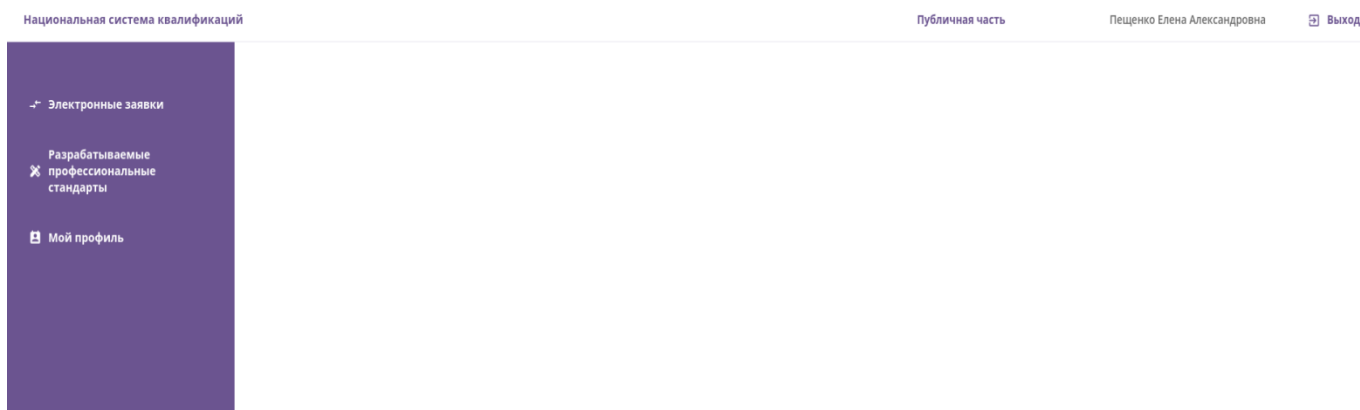 Национальная система квалификаций
Публичная часть
Пещенко Елена Александровна
Выход
Электронные заявки
Разрабатываемые
профессиональные
стандарты
Мой профиль